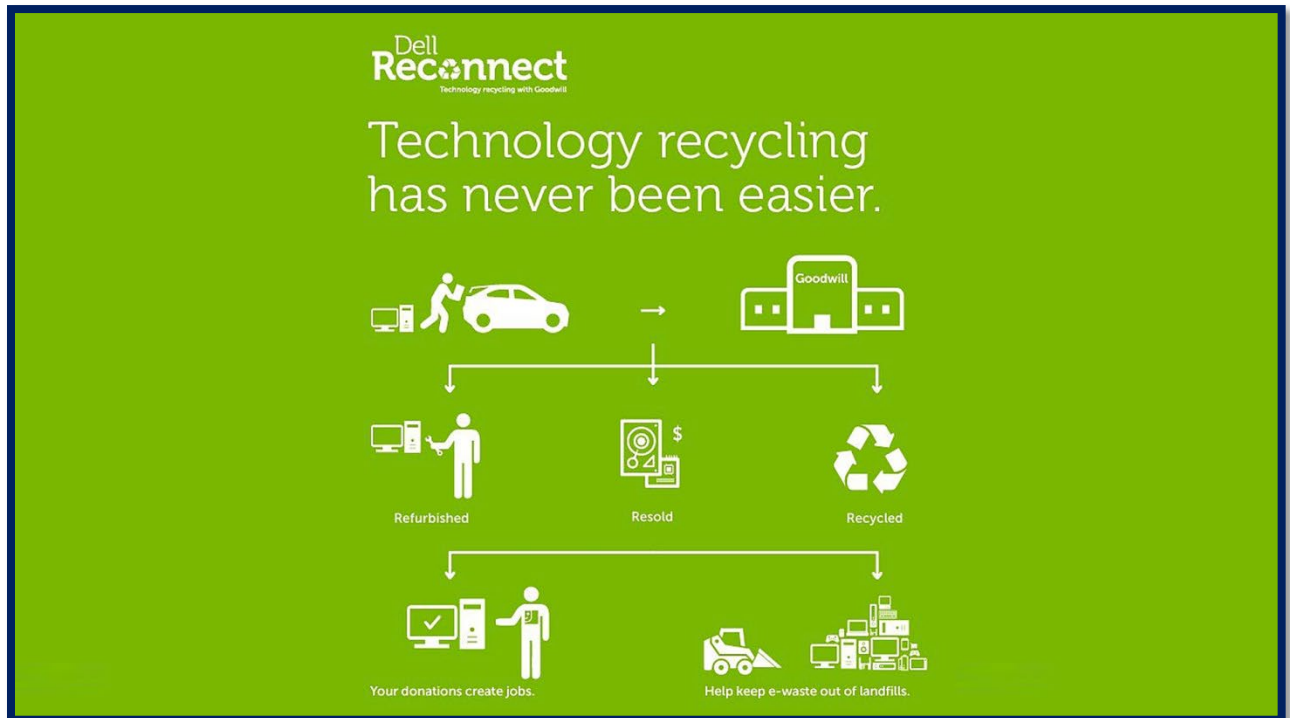 Dell
Reconnect
Technology recycling with Goodwill
Technology recycling
has never been easier.
Goodwill
$
Refurbished
Resold
Recycled
Your donations create jobs.
Help keep e-waste out of landfills.